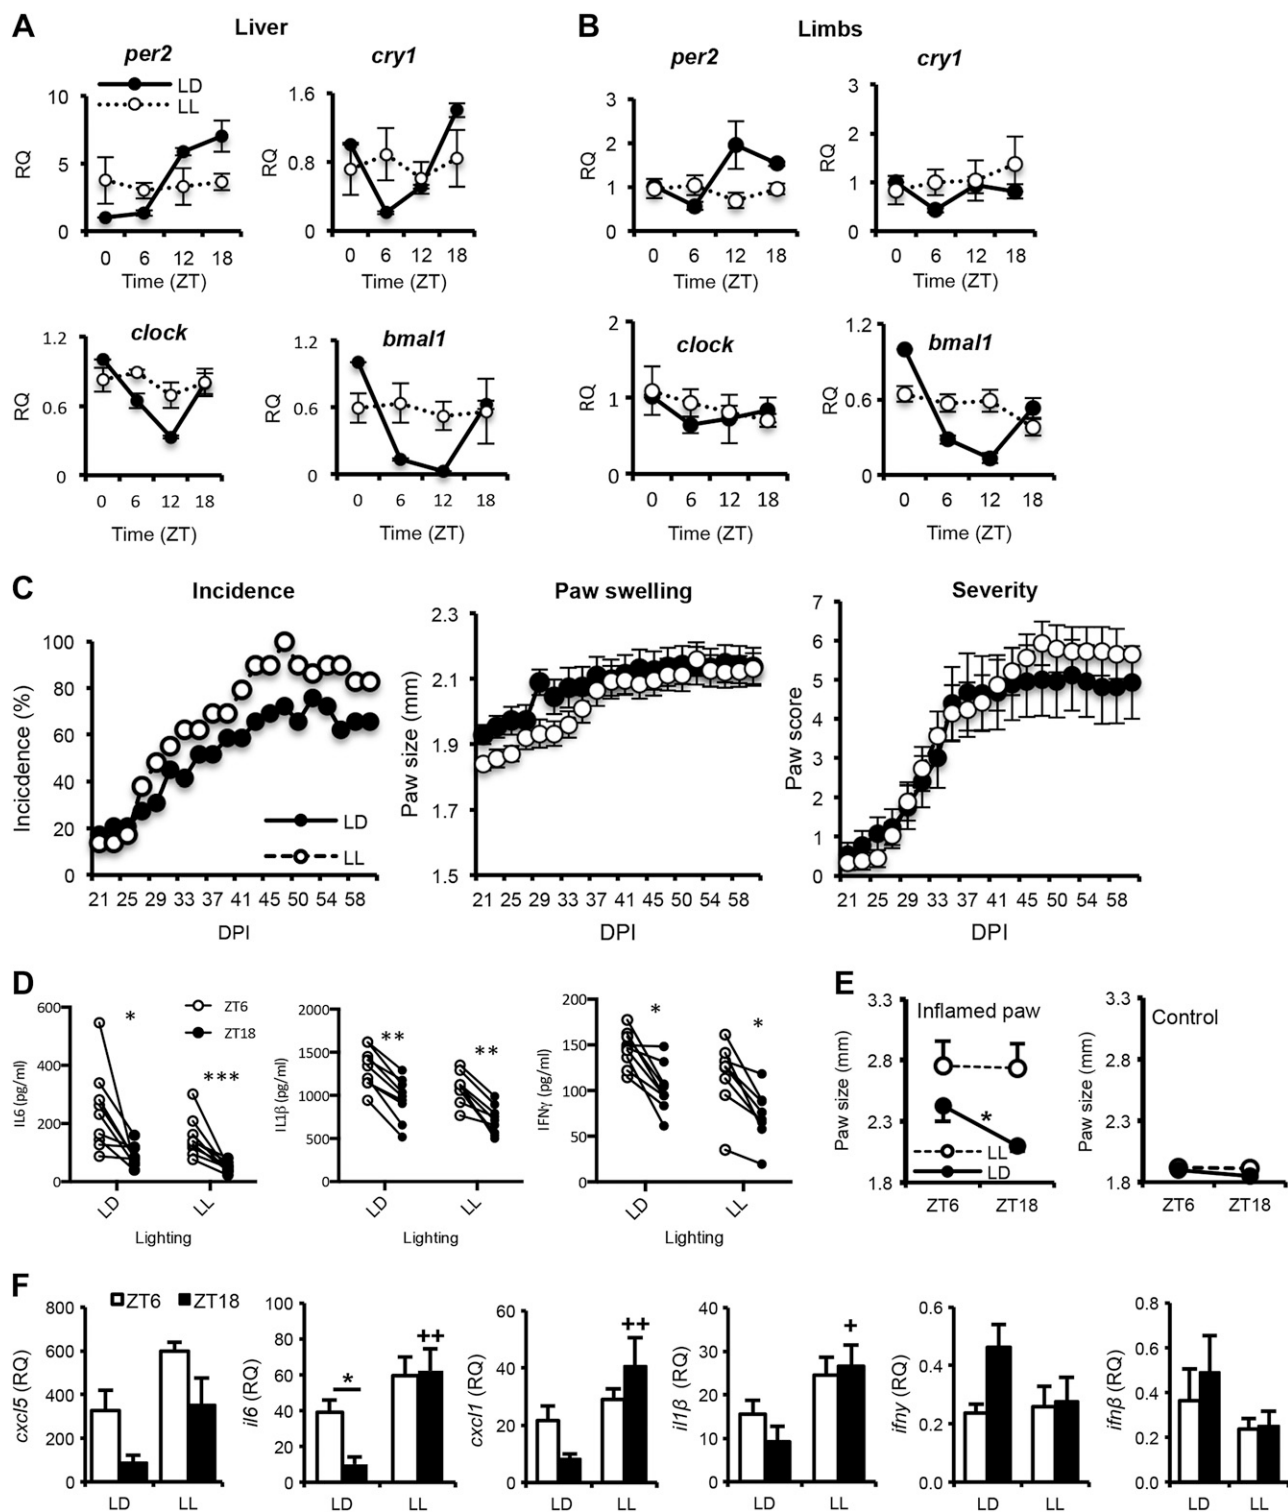 A Liver
per2
LD
LL
10
5
0
RQ
0 6 12 18
Time (ZT)
cry1
1.6
0.8
0
RQ
0 6 12 18
Time (ZT)
clock
1.2
0.6
0
RQ
0 6 12 18
Time (ZT)
bmal1
1.2
0.6
0
RQ
0 6 12 18
Time (ZT)
B Limbs
per2
3
2
1
0
RQ
0 6 12 18
Time (ZT)
cry1
3
2
1
0
RQ
0 6 12 18
Time (ZT)
clock
2
1
0
RQ
0 6 12 18
Time (ZT)
bmal1
1.2
0.6
0
RQ
0 6 12 18
Time (ZT)
C
Incidence
100
80
60
40
20
0
Incicdence (%)
LD
LL
21 25 29 33 37 41 45 50 54 58
DPI
Paw swelling
2.3
2.1
1.9
1.7
1.5
Paw size (mm)
21 25 29 33 37 41 45 50 54 58
DPI
Severity
7
6
5
4
3
2
1
0
Paw score
21 25 29 33 37 41 45 50 54 58
DPI
D
600
400
200
0
IL6 (pg/ml)
ZT6
ZT18
*
***
LD LL
Lighting
2000
1500
1000
500
0
IL1β (pg/ml)
**
**
LD LL
Lighting
200
150
100
50
0
IFNγ (pg/ml)
*
*
LD LL
Lighting
E
3.3
2.8
2.3
1.8
Paw size (mm)
Inflamed paw
*
LL
LD
ZT6 ZT18
3.3
2.8
2.3
1.8
Paw size (mm)
Control
ZT6 ZT18
F
ZT6 ZT18
800
600
400
200
0
cxcl5 (RQ)
LD LL
100
80
60
40
20
0
il6 (RQ)
*
++
LD LL
60
40
20
0
cxcl1 (RQ)
++
LD LL
40
30
20
10
0
il1β (RQ)
+
LD LL
0.6
0.4
0.2
0.0
ifnγ (RQ)
LD LL
0.8
0.6
0.4
0.2
0.0
ifnβ (RQ)
LD LL